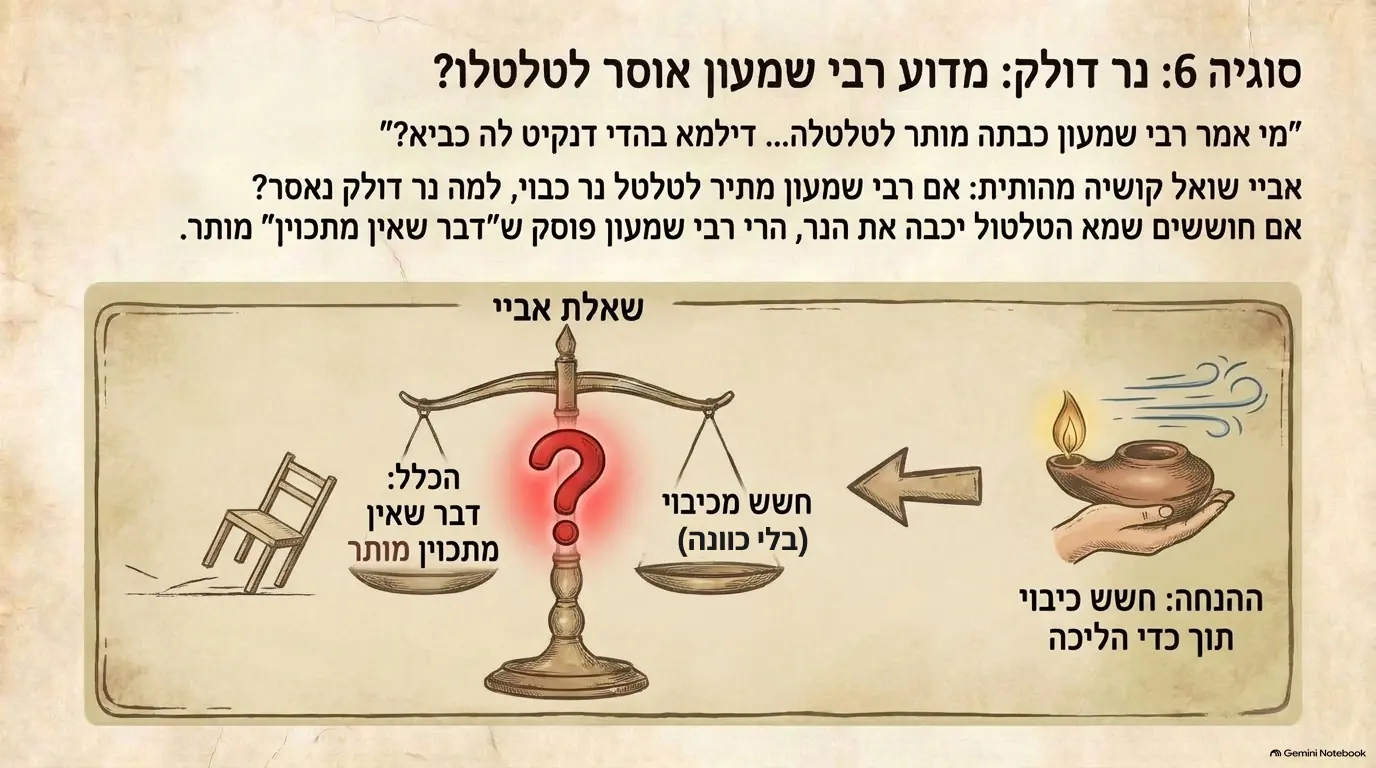 סוגיה 6: נר דולק: מדוע רבי שמעון אוסר לטלטלו?
"מי אמר רבי שמעון כבתה מותר לטלטלה... דילמא בהדי דנקיט לה כביא?"
אביי שואל קושיה מהותית: אם רבי שמעון מתיר לטלטל נר כבוי, למה נר דולק נאסר?
אם חוששים שמא הטלטול יכבה את הנר, הרי רבי שמעון פוסק ש"דבר שאין מתכוין" מותר.
שאלת אביי
ההנחה: חשש כיבוי
תוך כדי הליכה
חשש מכיבוי
(בלי כוונה)
הכלל:
דבר שאין
מתכוין מותר
Gemini Notebook